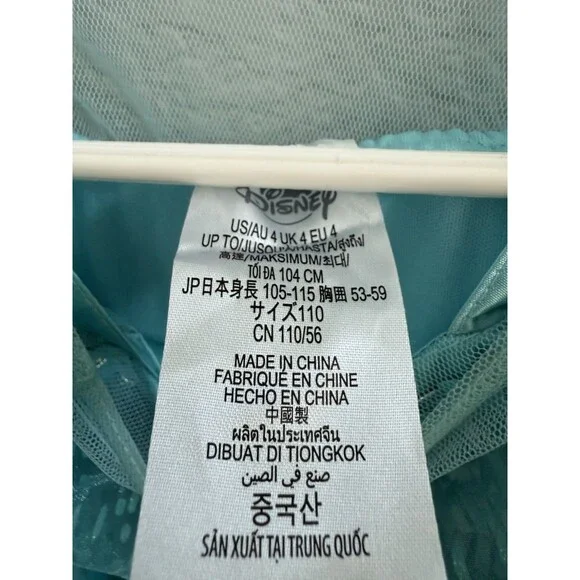 DISNEY
US/AU 4 UK 4 EU 4
UP TO/JUSQU'À/HASTA/สูงถึง/
高達/MAKSIMUM/최대/
TỐI ĐA 104 CM
JP日本身長 105-115 胸囲 53-59
サイズ110
CN 110/56
MADE IN CHINA
FABRIQUÉ EN CHINE
HECHO EN CHINA
中國製
ผลิตในประเทศจีน
DIBUAT DI TIONGKOK
صنع في الصين
중국산
SẢN XUẤT TẠI TRUNG QUỐC